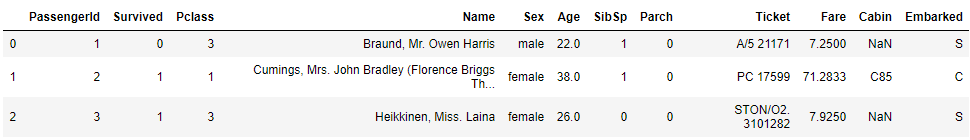 PassengerId Survived Pclass Name Sex Age SibSp Parch Ticket Fare Cabin Embarked
0 1 0 3 Braund, Mr. Owen Harris male 22.0 1 0 A/5 21171 7.2500 NaN S
1 2 1 1 Cumings, Mrs. John Bradley (Florence Briggs Th... female 38.0 1 0 PC 17599 71.2833 C85 C
2 3 1 3 Heikkinen, Miss. Laina female 26.0 0 0 STON/O2. 3101282 7.9250 NaN S